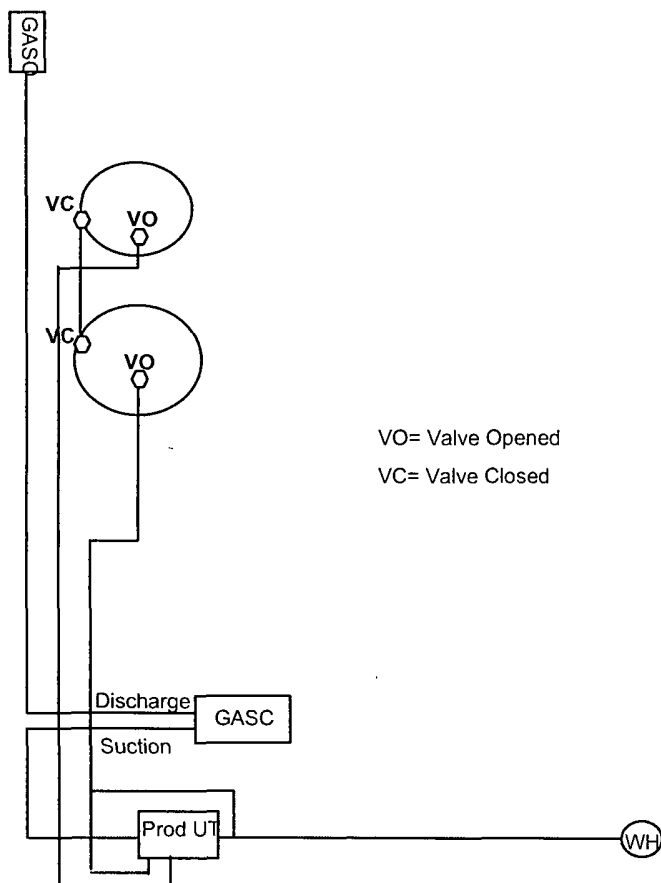 GASC
VC
VO
VC
VO
VO= Valve Opened
VC= Valve Closed
Discharge
GASC
Suction
Prod UT
WH